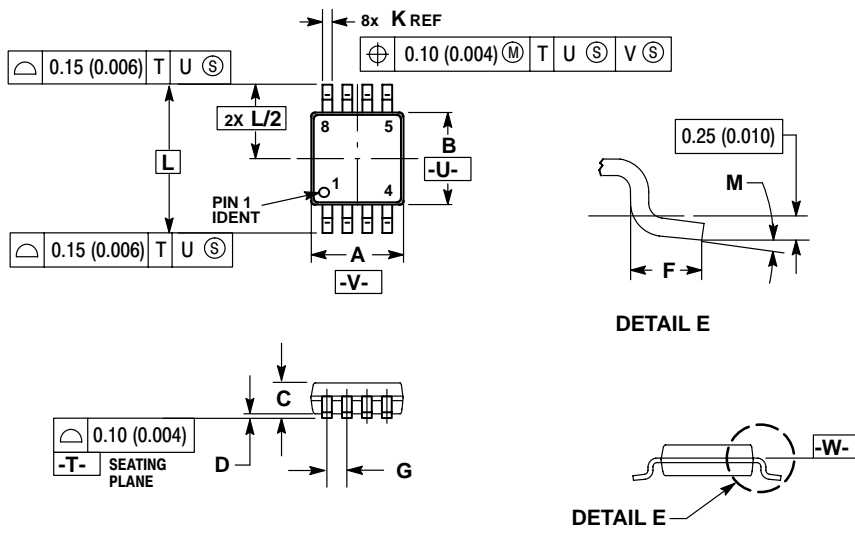 8x K REF
⌖ 0.10 (0.004) Ⓜ T U Ⓢ V Ⓢ
⌓ 0.15 (0.006) T U Ⓢ
2X L/2
8 5
B
-U-
0.25 (0.010)
L
M
PIN 1
IDENT
1 4
⌓ 0.15 (0.006) T U Ⓢ
A
-V-
F
DETAIL E
C
⌓ 0.10 (0.004)
-T- SEATING
PLANE
D
G
-W-
DETAIL E